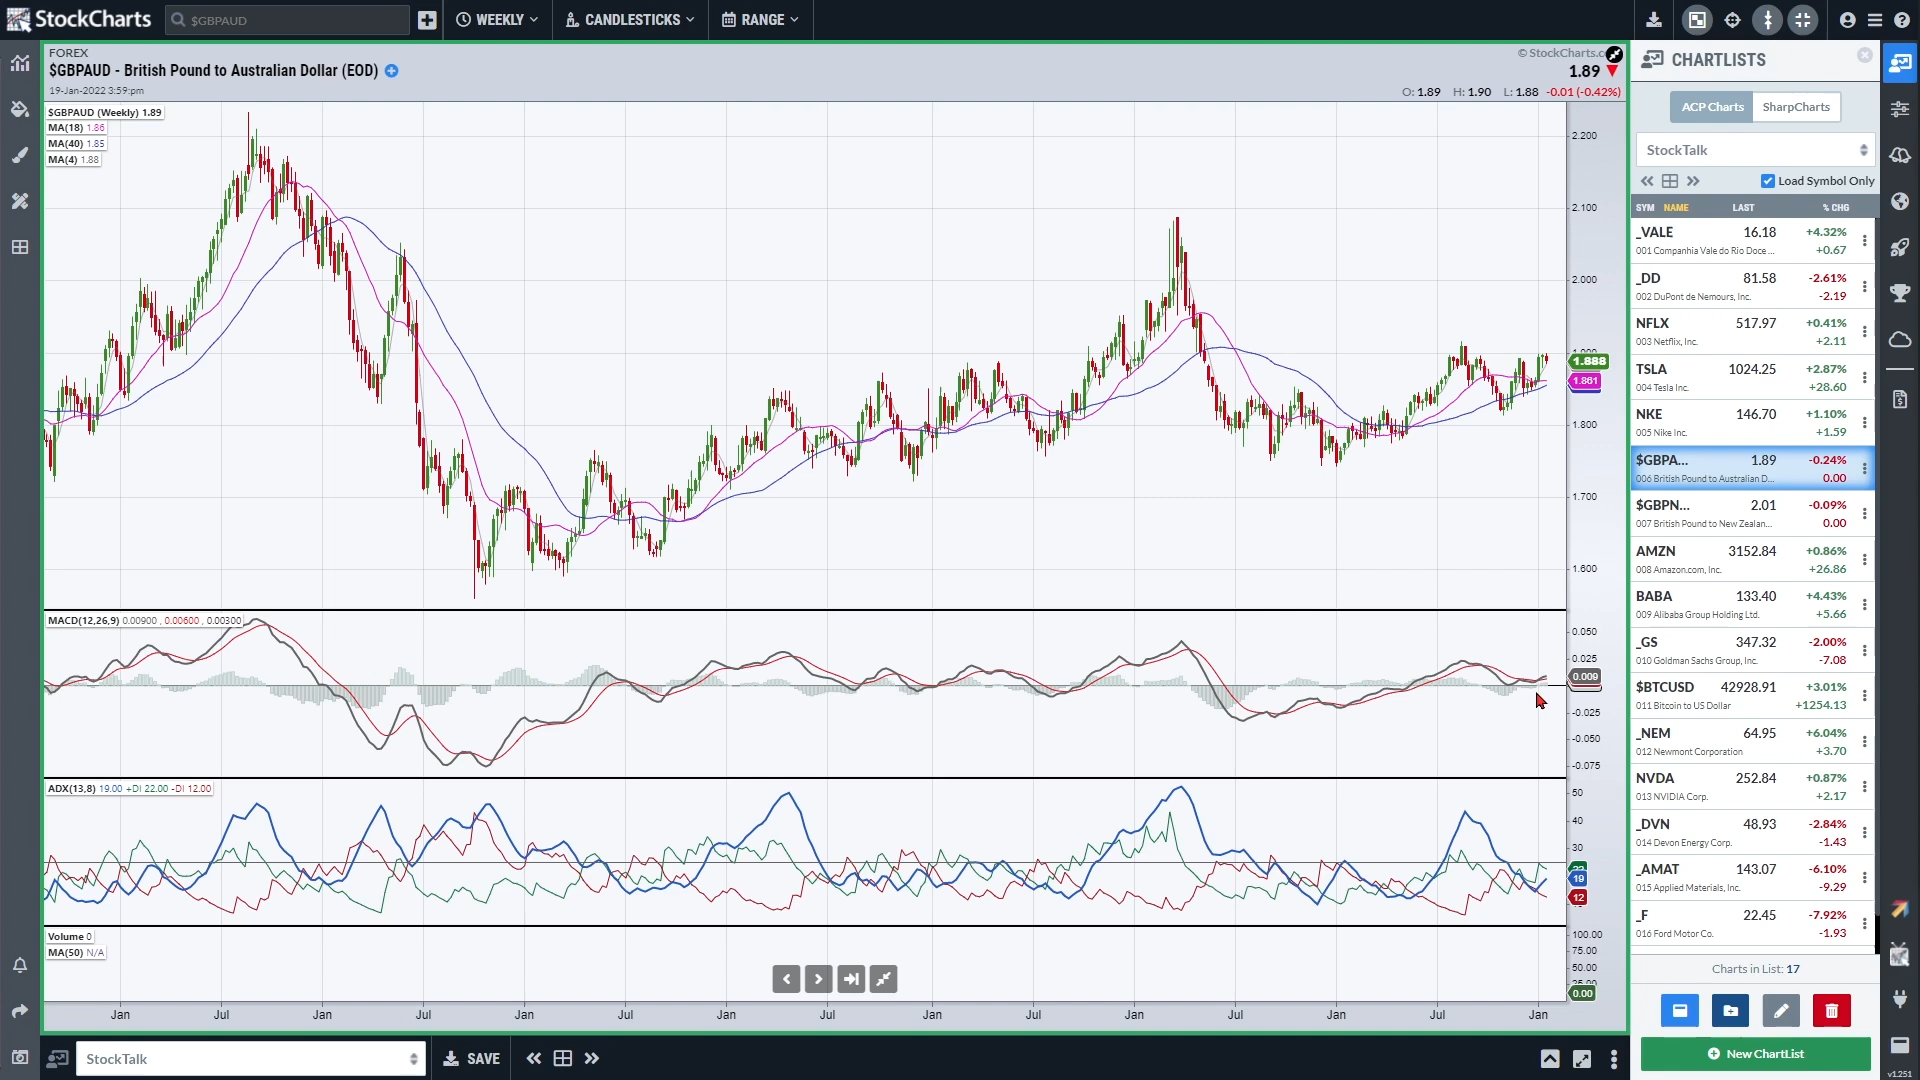 StockCharts
$GBPAUD
WEEKLY
CANDLESTICKS
RANGE
FOREX
© StockCharts.c
$GBPAUD - British Pound to Australian Dollar (EOD)
1.89
19-Jan-2022 3:59:pm
O: 1.89 H: 1.90 L: 1.88 -0.01 (-0.42%)
$GBPAUD (Weekly) 1.89
MA(18) 1.86
MA(40) 1.85
MA(4) 1.88
2.200
2.100
2.000
1.888
1.861
1.800
1.700
1.600
MACD(12,26,9) 0.00900 , 0.00600 , 0.00300
0.050
0.025
0.009
-0.025
-0.050
-0.075
ADX(13,8) 19.00 +DI 22.00 -DI 12.00
50
40
30
19
12
Volume 0
MA(50) N/A
100.00
75.00
50.00
0.00
Jan Jul Jan Jul Jan Jul Jan Jul Jan Jul Jan Jul Jan Jul Jan
StockTalk
SAVE
CHARTLISTS
ACP Charts SharpCharts
StockTalk
Load Symbol Only
SYM NAME LAST % CHG
_VALE 16.18 +4.32%
001 Companhia Vale do Rio Doce ... +0.67
_DD 81.58 -2.61%
002 DuPont de Nemours, Inc. -2.19
NFLX 517.97 +0.41%
003 Netflix, Inc. +2.11
TSLA 1024.25 +2.87%
004 Tesla Inc. +28.60
NKE 146.70 +1.10%
005 Nike Inc. +1.59
$GBPA... 1.89 -0.24%
006 British Pound to Australian D... 0.00
$GBPN... 2.01 -0.09%
007 British Pound to New Zealan... 0.00
AMZN 3152.84 +0.86%
008 Amazon.com, Inc. +26.86
BABA 133.40 +4.43%
009 Alibaba Group Holding Ltd. +5.66
_GS 347.32 -2.00%
010 Goldman Sachs Group, Inc. -7.08
$BTCUSD 42928.91 +3.01%
011 Bitcoin to US Dollar +1254.13
_NEM 64.95 +6.04%
012 Newmont Corporation +3.70
NVDA 252.84 +0.87%
013 NVIDIA Corp. +2.17
_DVN 48.93 -2.84%
014 Devon Energy Corp. -1.43
_AMAT 143.07 -6.10%
015 Applied Materials, Inc. -9.29
_F 22.45 -7.92%
016 Ford Motor Co. -1.93
Charts in List: 17
New ChartList
v1.251